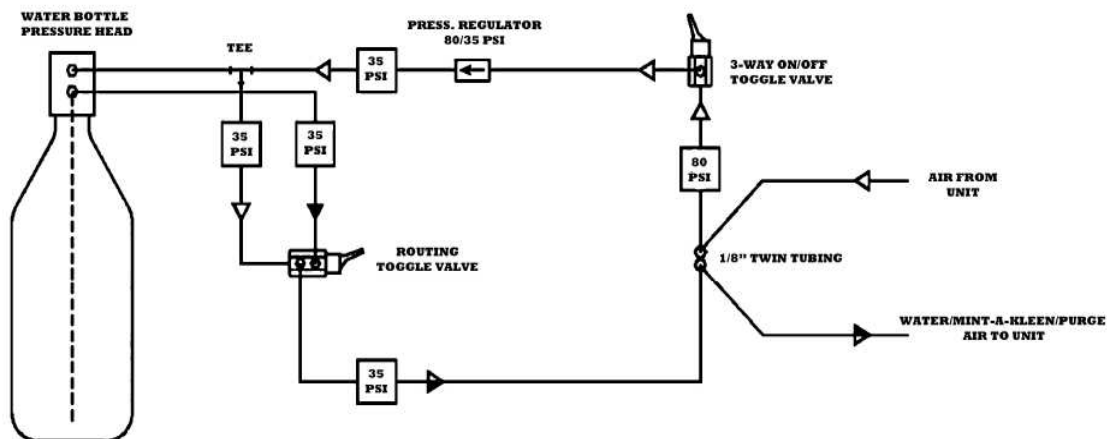 WATER BOTTLE
PRESSURE HEAD
TEE
35
PSI
PRESS. REGULATOR
80/35 PSI
3-WAY ON/OFF
TOGGLE VALVE
35
PSI
35
PSI
80
PSI
AIR FROM
UNIT
ROUTING
TOGGLE VALVE
1/8" TWIN TUBING
WATER/MINT-A-KLEEN/PURGE
AIR TO UNIT
35
PSI